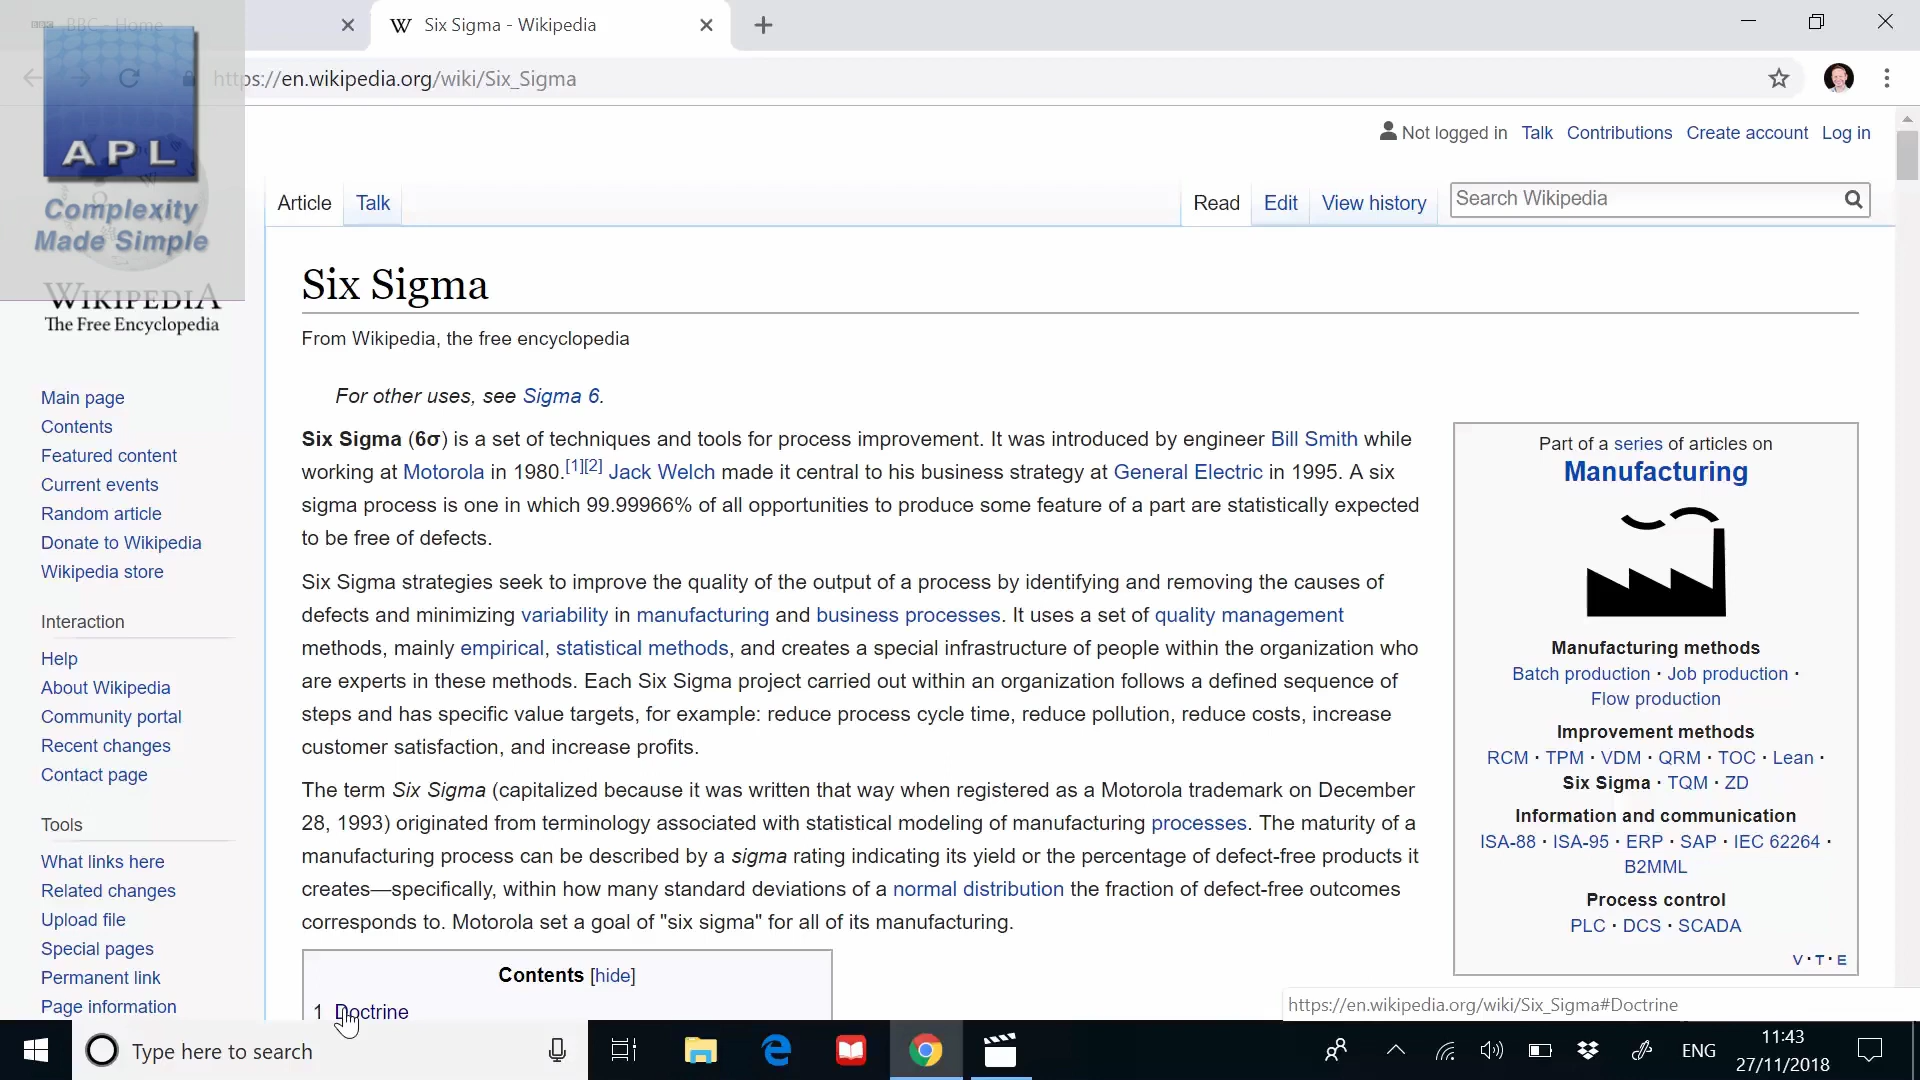 BBC - Home
Six Sigma - Wikipedia
https://en.wikipedia.org/wiki/Six_Sigma
APL
Complexity
Made Simple
WIKIPEDIA
The Free Encyclopedia
Not logged in Talk Contributions Create account Log in
Article Talk Read Edit View history Search Wikipedia
Six Sigma
From Wikipedia, the free encyclopedia
For other uses, see Sigma 6.
Six Sigma (6σ) is a set of techniques and tools for process improvement. It was introduced by engineer Bill Smith while
working at Motorola in 1980.[1][2] Jack Welch made it central to his business strategy at General Electric in 1995. A six
sigma process is one in which 99.99966% of all opportunities to produce some feature of a part are statistically expected
to be free of defects.
Six Sigma strategies seek to improve the quality of the output of a process by identifying and removing the causes of
defects and minimizing variability in manufacturing and business processes. It uses a set of quality management
methods, mainly empirical, statistical methods, and creates a special infrastructure of people within the organization who
are experts in these methods. Each Six Sigma project carried out within an organization follows a defined sequence of
steps and has specific value targets, for example: reduce process cycle time, reduce pollution, reduce costs, increase
customer satisfaction, and increase profits.
The term Six Sigma (capitalized because it was written that way when registered as a Motorola trademark on December
28, 1993) originated from terminology associated with statistical modeling of manufacturing processes. The maturity of a
manufacturing process can be described by a sigma rating indicating its yield or the percentage of defect-free products it
creates—specifically, within how many standard deviations of a normal distribution the fraction of defect-free outcomes
corresponds to. Motorola set a goal of "six sigma" for all of its manufacturing.
Contents [hide]
1 Doctrine
Main page
Contents
Featured content
Current events
Random article
Donate to Wikipedia
Wikipedia store
Interaction
Help
About Wikipedia
Community portal
Recent changes
Contact page
Tools
What links here
Related changes
Upload file
Special pages
Permanent link
Page information
Part of a series of articles on
Manufacturing
Manufacturing methods
Batch production · Job production ·
Flow production
Improvement methods
RCM · TPM · VDM · QRM · TOC · Lean ·
Six Sigma · TQM · ZD
Information and communication
ISA-88 · ISA-95 · ERP · SAP · IEC 62264 ·
B2MML
Process control
PLC · DCS · SCADA
V · T · E
https://en.wikipedia.org/wiki/Six_Sigma#Doctrine
Type here to search
ENG
11:43
27/11/2018